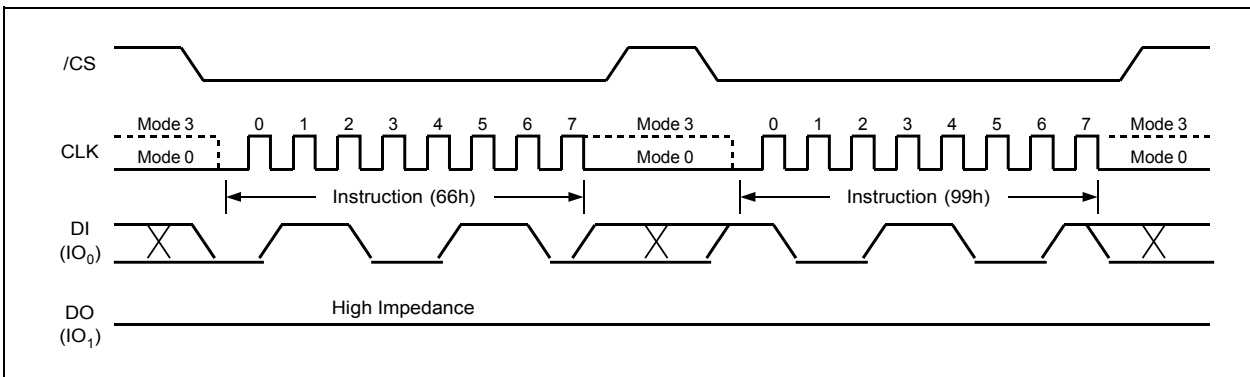 /CS
Mode 3 0 1 2 3 4 5 6 7 Mode 3 0 1 2 3 4 5 6 7 Mode 3
CLK
Mode 0 Mode 0 Mode 0
Instruction (66h) Instruction (99h)
DI
(IO0)
High Impedance
DO
(IO1)